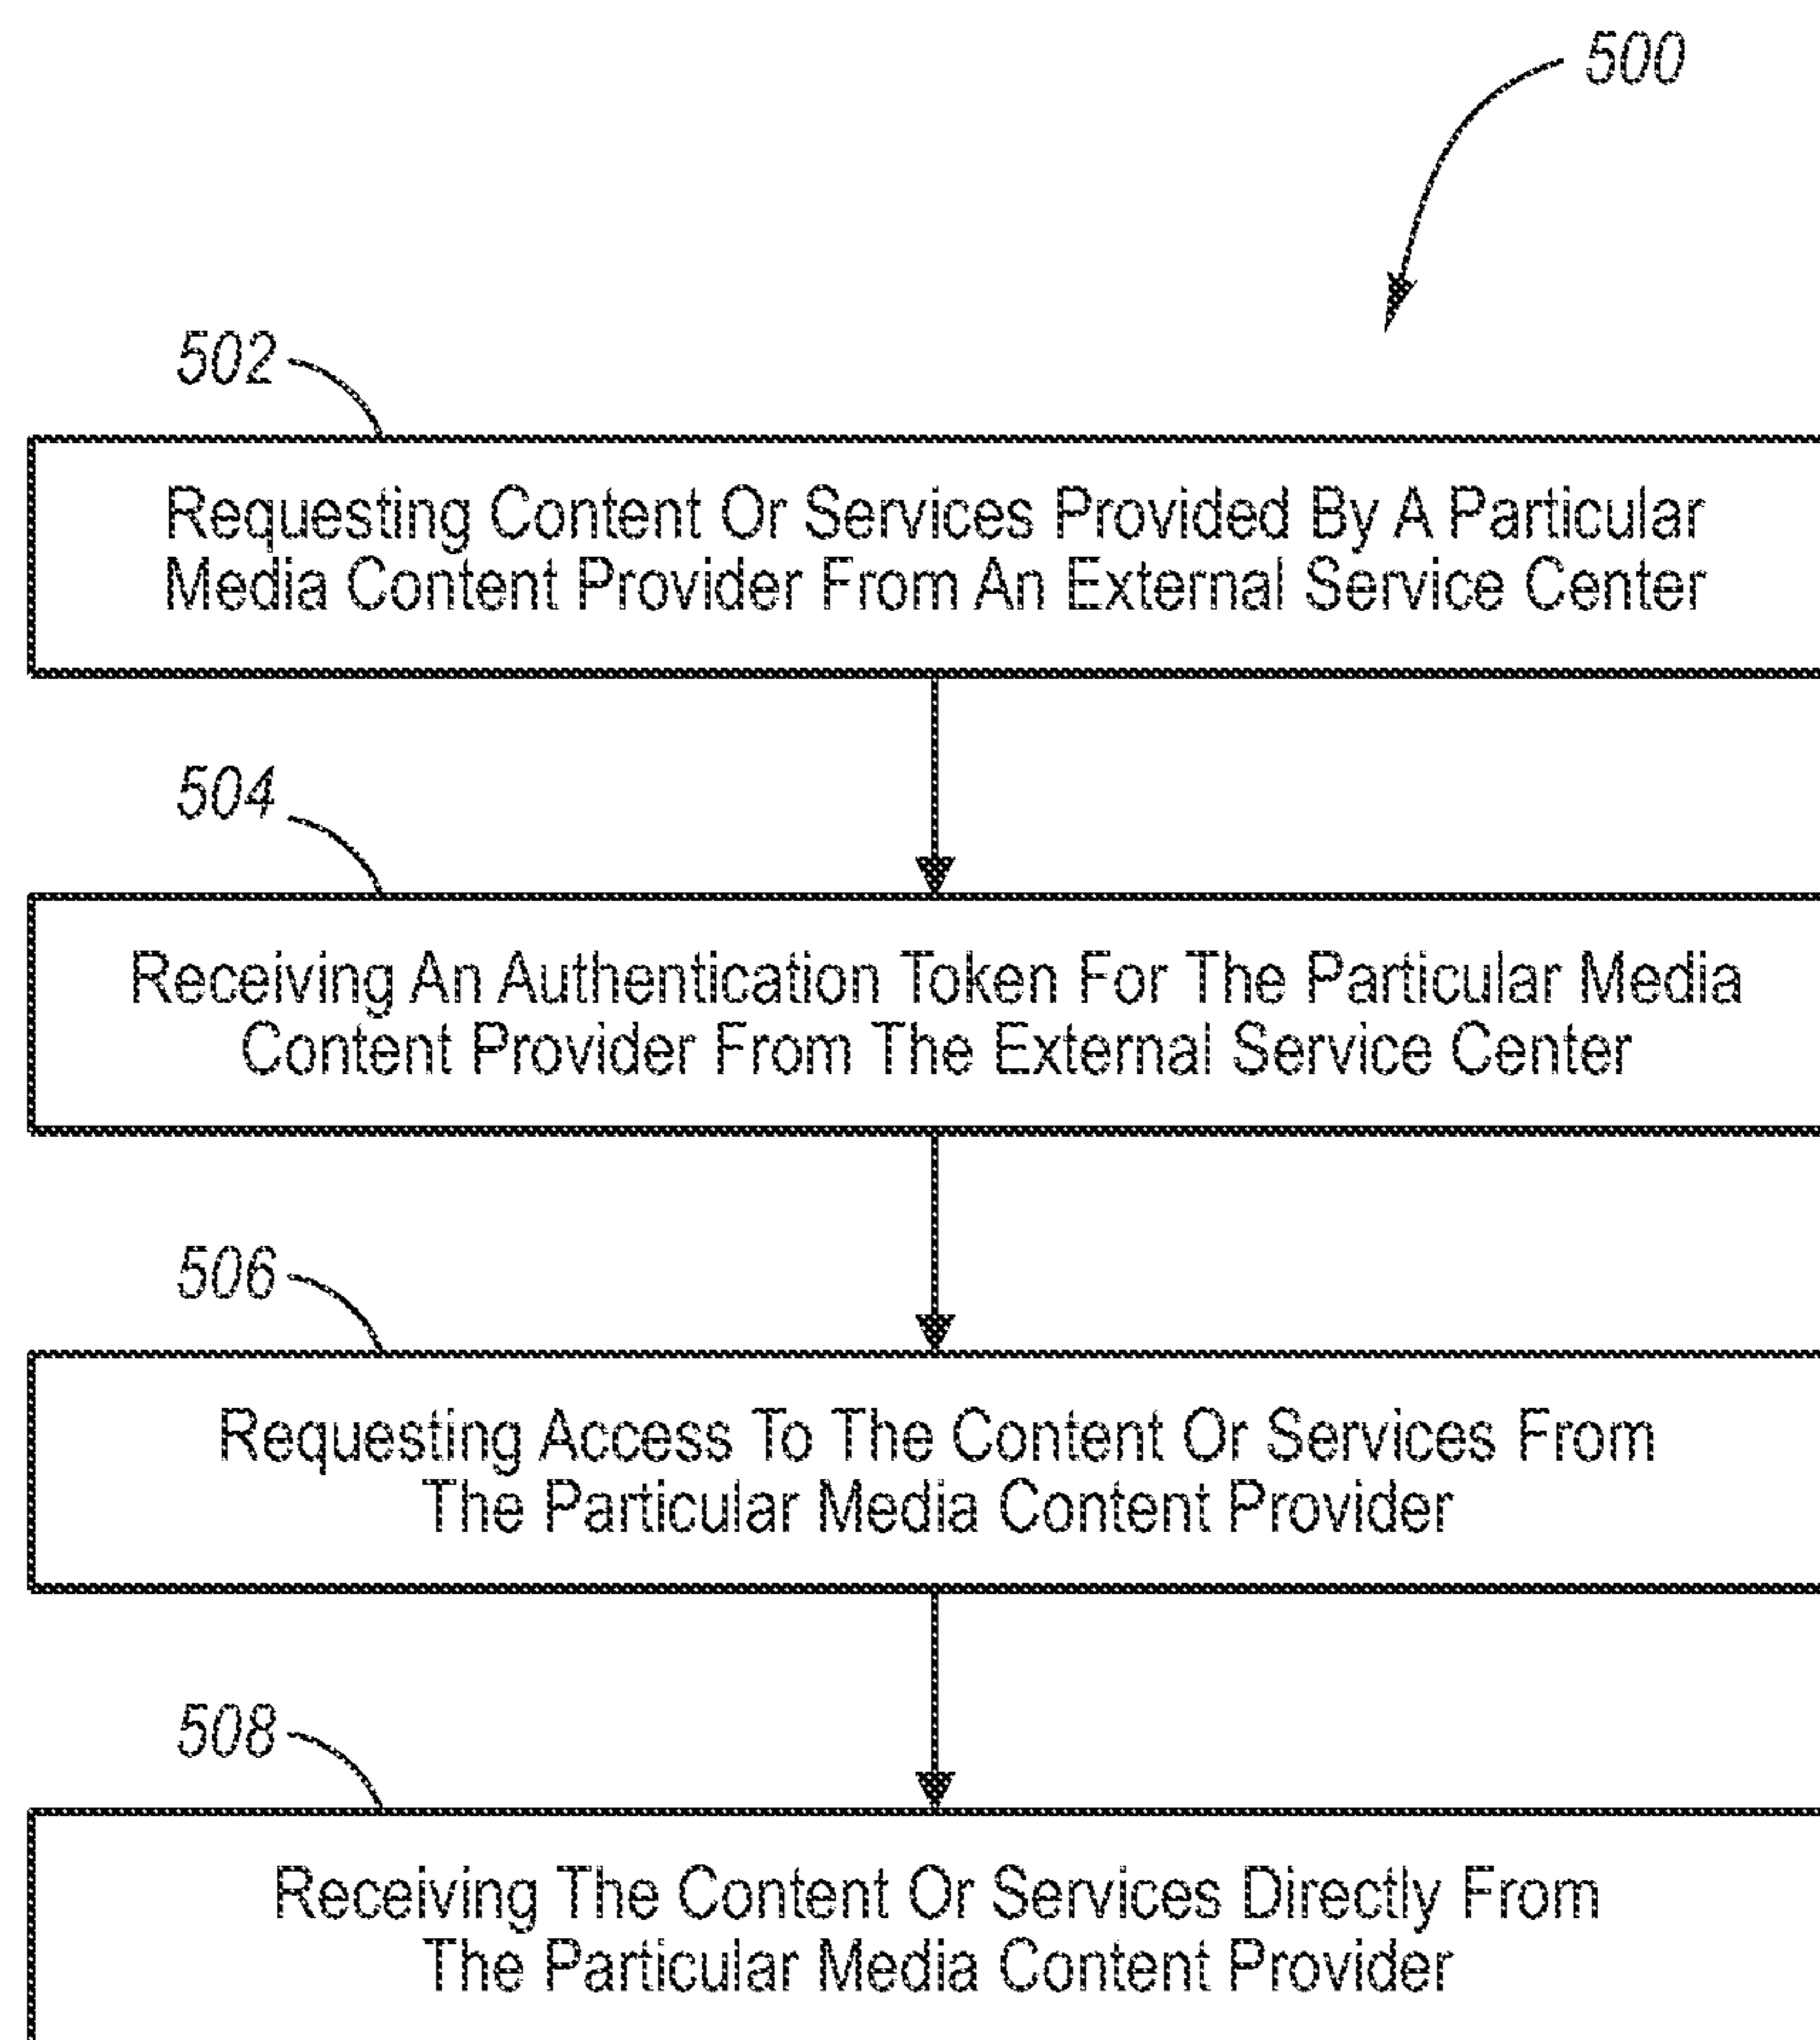 500
502
Requesting Content Or Services Provided By A Particular
Media Content Provider From An External Service Center
504
Receiving An Authentication Token For The Particular Media
Content Provider From The External Service Center
506
Requesting Access To The Content Or Services From
The Particular Media Content Provider
508
Receiving The Content Or Services Directly From
The Particular Media Content Provider